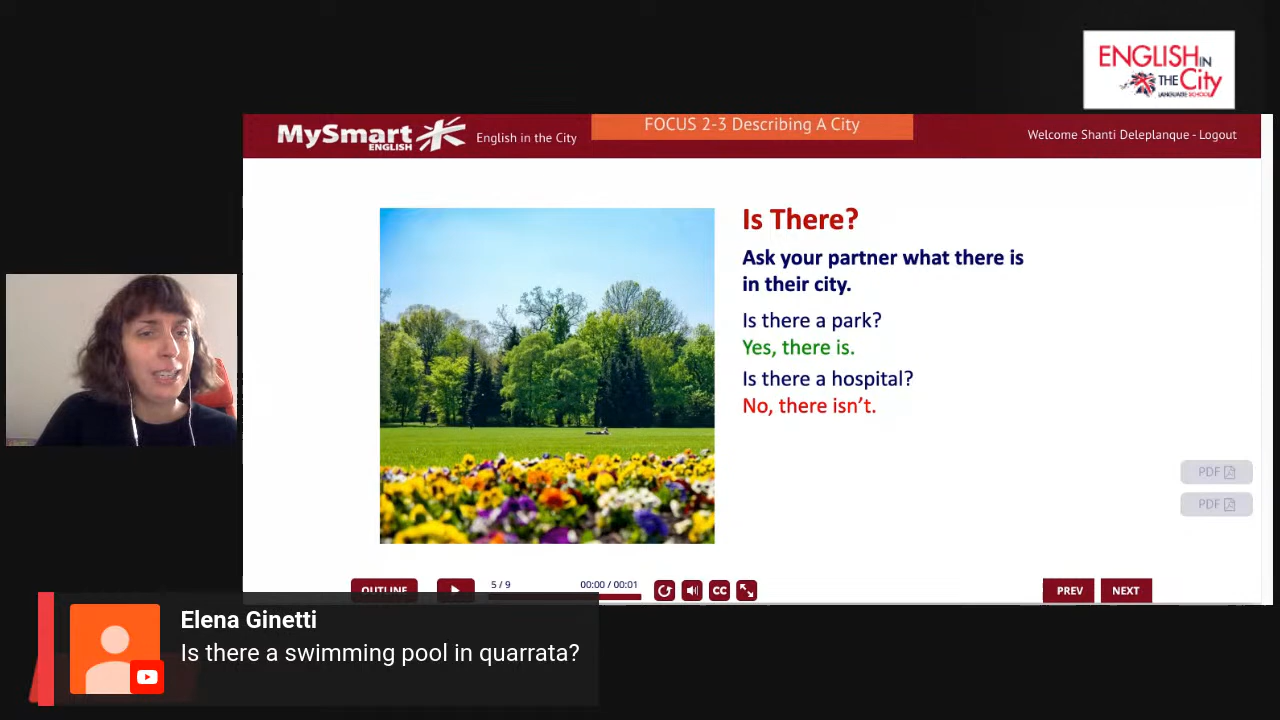 ENGLISH IN
THE City
LANGUAGE SCHOOL
MySmart
ENGLISH
English in the City
FOCUS 2-3 Describing A City
Welcome Shanti Deleplanque - Logout
Is There?
Ask your partner what there is
in their city.
Is there a park?
Yes, there is.
Is there a hospital?
No, there isn't.
PDF
PDF
OUTLINE
5 / 9
00:00 / 00:01
CC
PREV
NEXT
Elena Ginetti
Is there a swimming pool in quarrata?